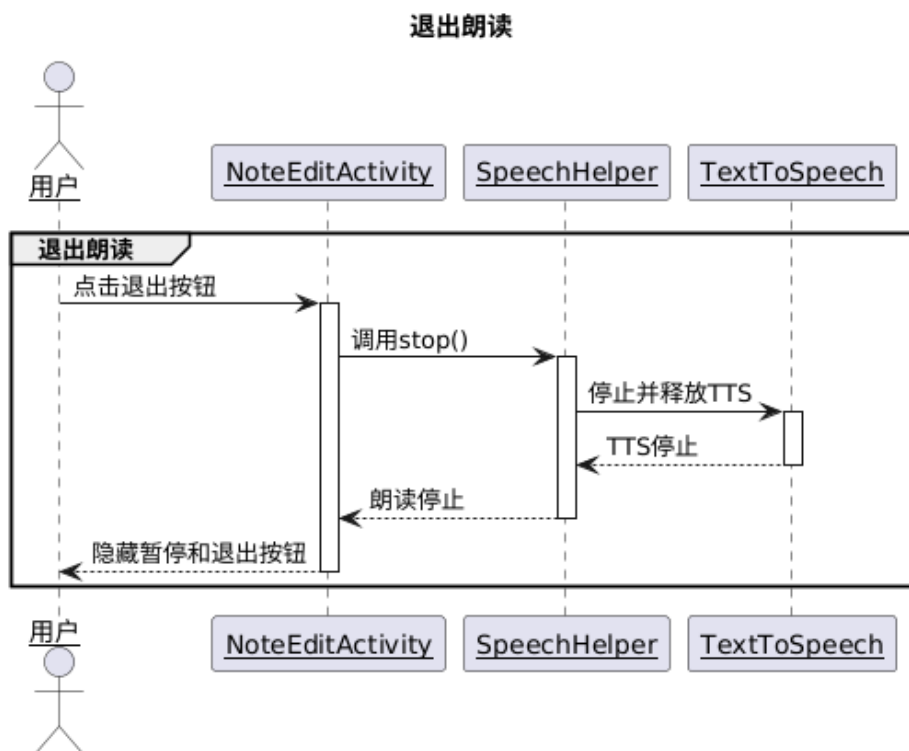 退出朗读
用户
NoteEditActivity
SpeechHelper
TextToSpeech
退出朗读
点击退出按钮
调用stop()
停止并释放TTS
TTS停止
朗读停止
隐藏暂停和退出按钮
用户
NoteEditActivity
SpeechHelper
TextToSpeech